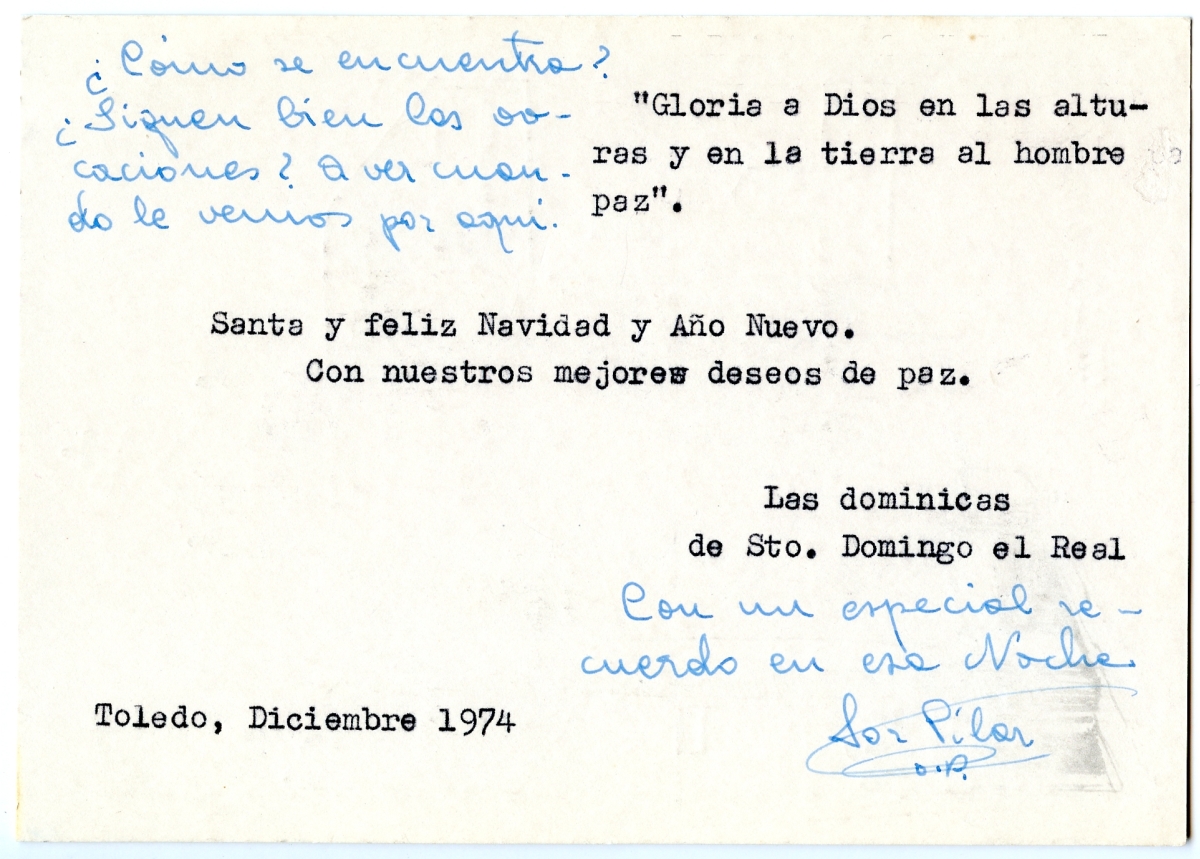 ¿Cómo se encuentra?
¿Siguen bien las vo-
caciones? A ver cuan-
do le vemos por aquí.
"Gloria a Dios en las altu-
ras y en la tierra al hombre
paz".
Santa y feliz Navidad y Año Nuevo.
Con nuestros mejores deseos de paz.
Las dominicas
de Sto. Domingo el Real
Con un especial re-
cuerdo en esa Noche.
Sor Pilar
O.P.
Toledo, Diciembre 1974